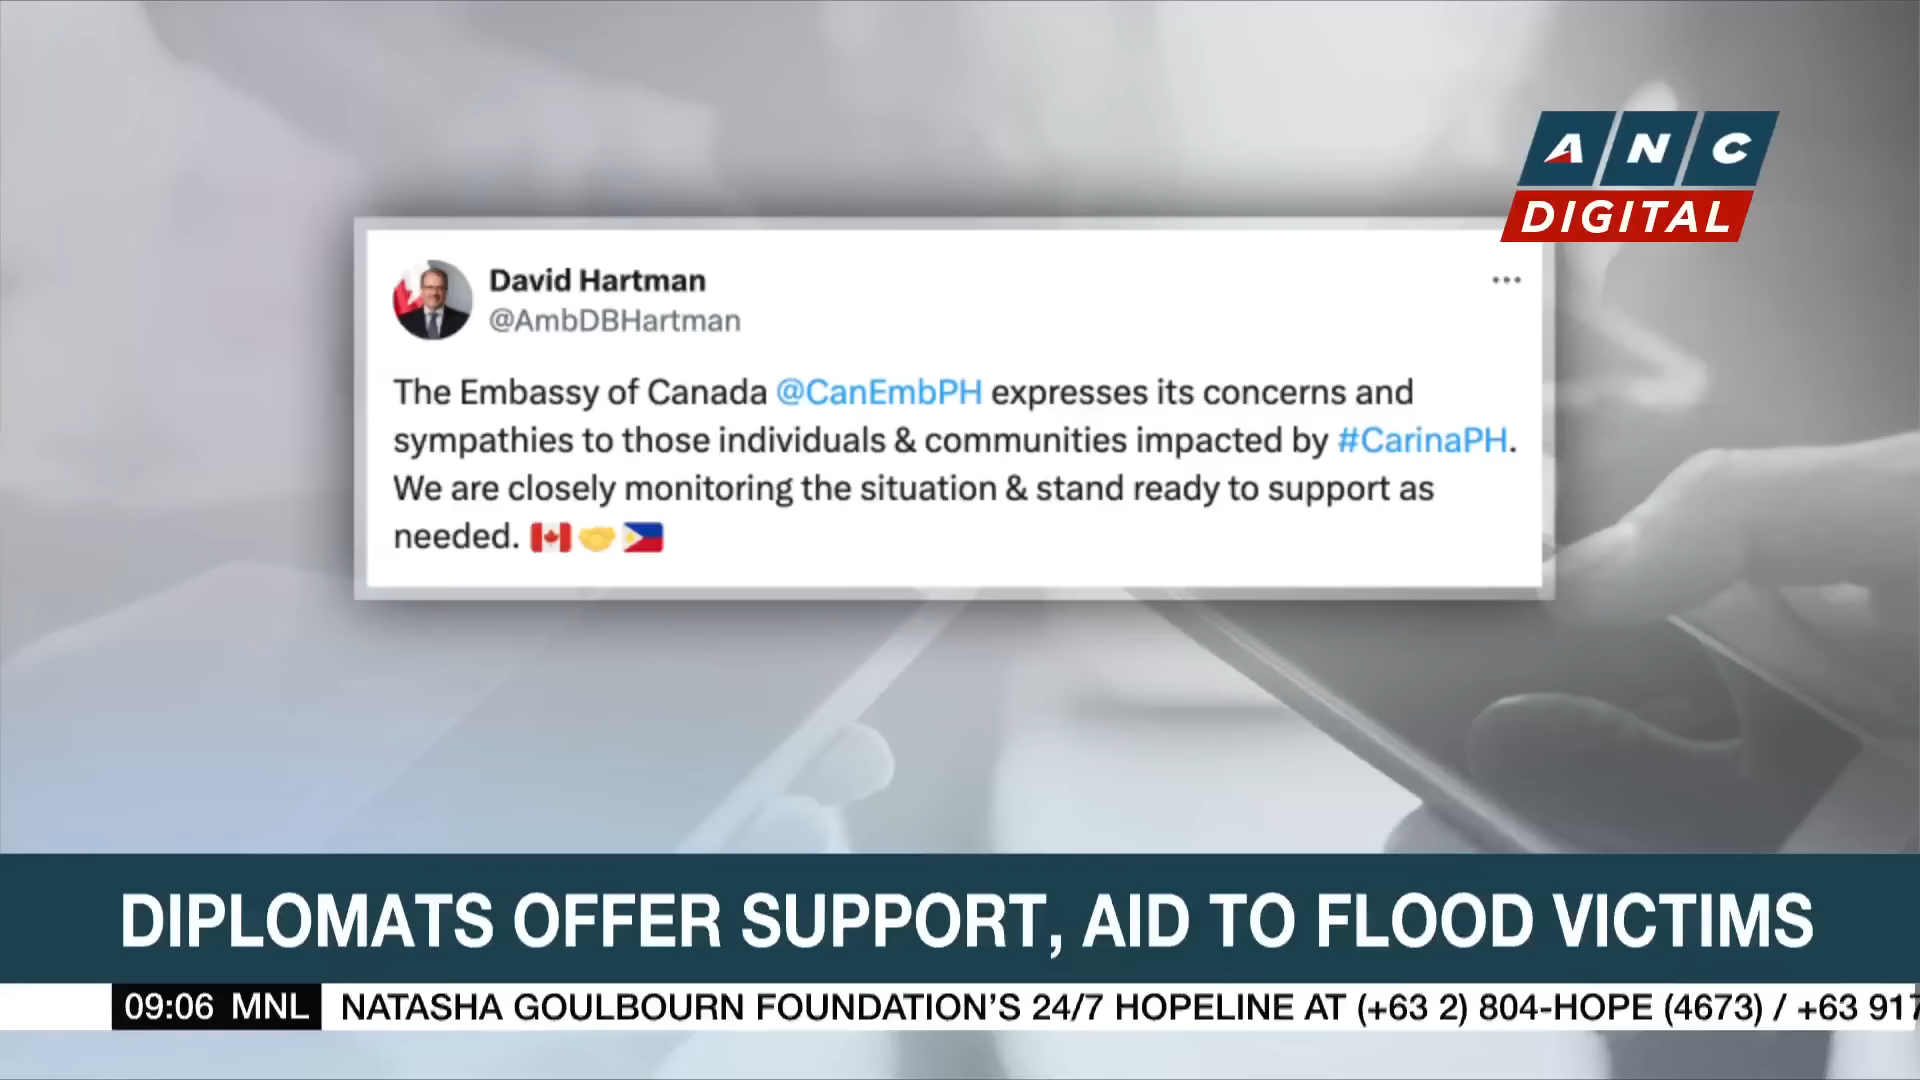 ANC
DIGITAL
David Hartman
@AmbDBHartman
The Embassy of Canada @CanEmbPH expresses its concerns and
sympathies to those individuals & communities impacted by #CarinaPH.
We are closely monitoring the situation & stand ready to support as
needed. 🇨🇦🤝🇵🇭
DIPLOMATS OFFER SUPPORT, AID TO FLOOD VICTIMS
09:06 MNL NATASHA GOULBOURN FOUNDATION'S 24/7 HOPELINE AT (+63 2) 804-HOPE (4673) / +63 917